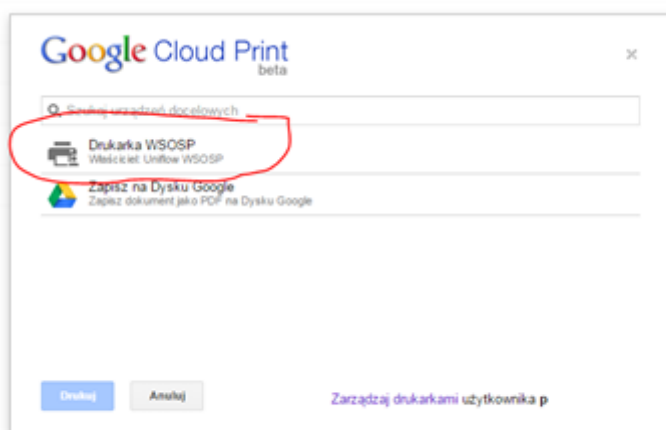 Google Cloud Print
beta
Szukaj urządzeń docelowych
Drukarka WSOSP
Właściciel: Uniflow WSOSP
Zapisz na Dysku Google
Zapisz dokument jako PDF na Dysku Google
Drukuj
Anuluj
Zarządzaj drukarkami użytkownika p